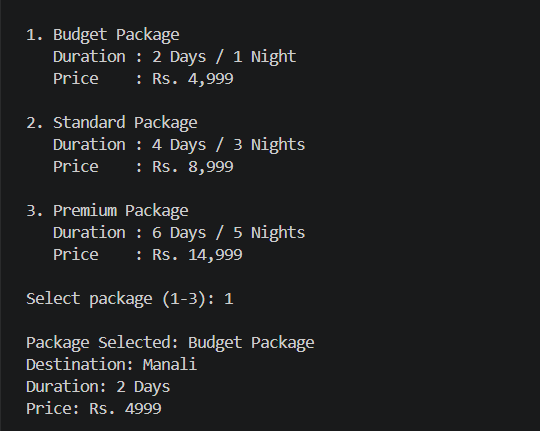 1. Budget Package
Duration : 2 Days / 1 Night
Price    : Rs. 4,999
2. Standard Package
Duration : 4 Days / 3 Nights
Price    : Rs. 8,999
3. Premium Package
Duration : 6 Days / 5 Nights
Price    : Rs. 14,999
Select package (1-3): 1
Package Selected: Budget Package
Destination: Manali
Duration: 2 Days
Price: Rs. 4999